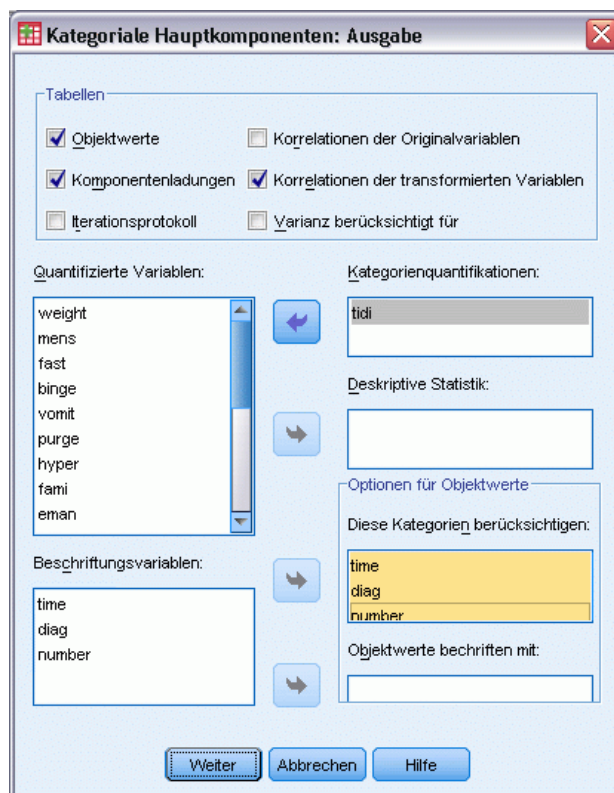 Kategoriale Hauptkomponenten: Ausgabe
Tabellen
Objektwerte
Korrelationen der Originalvariablen
Komponentenladungen
Korrelationen der transformierten Variablen
Iterationsprotokoll
Varianz berücksichtigt für
Quantifizierte Variablen:
Kategorienquantifikationen:
weight
mens
fast
binge
vomit
purge
hyper
fami
eman
tidi
Deskriptive Statistik:
Optionen für Objektwerte
Diese Kategorien berücksichtigen:
time
diag
number
Beschriftungsvariablen:
time
diag
number
Objektwerte bechriften mit:
Weiter
Abbrechen
Hilfe